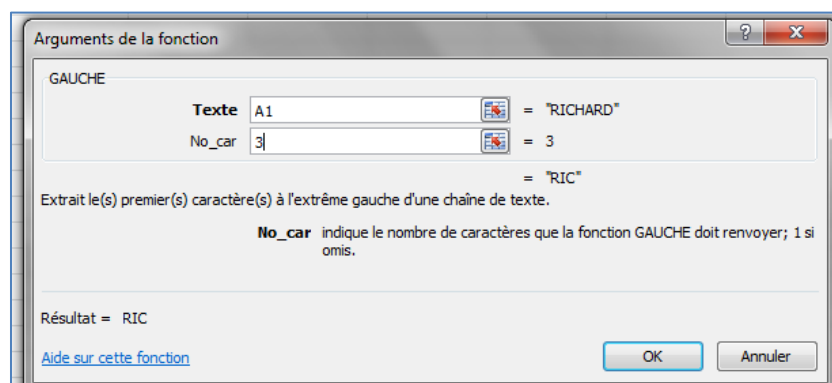 Arguments de la fonction
GAUCHE
Texte A1 = "RICHARD"
No_car 3 = 3
= "RIC"
Extrait le(s) premier(s) caractère(s) à l'extrême gauche d'une chaîne de texte.
No_car indique le nombre de caractères que la fonction GAUCHE doit renvoyer; 1 si
omis.
Résultat = RIC
Aide sur cette fonction OK Annuler